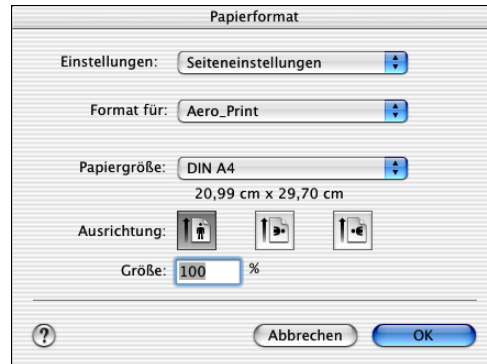 Papierformat
Einstellungen: Seiteneinstellungen
Format für: Aero_Print
Papiergröße: DIN A4
20,99 cm x 29,70 cm
Ausrichtung:
Größe: 100 %
? Abbrechen OK